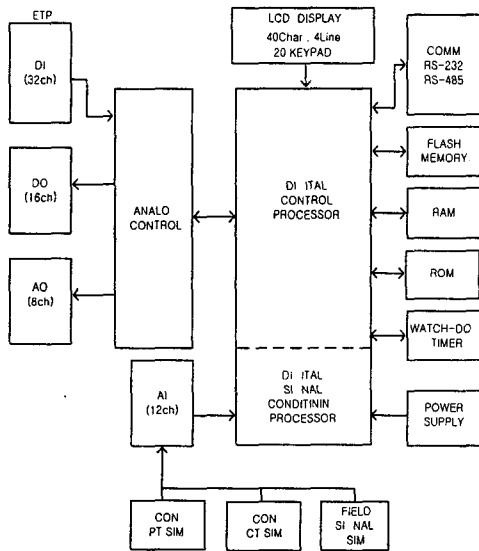 ETP
DI
(32ch)
DO
(16ch)
AO
(8ch)
ANALO
CONTROL
AI
(12ch)
LCD DISPLAY
40Char . 4Line
20 KEYPAD
DI ITAL
CONTROL
PROCESSOR
DI ITAL
SI NAL
CONDITININ
PROCESSOR
COMM
RS-232
RS-485
FLASH
MEMORY
RAM
ROM
WATCH-DO
TIMER
POWER
SUPPLY
CON
PT SIM
CON
CT SIM
FIELD
SI NAL
SIM